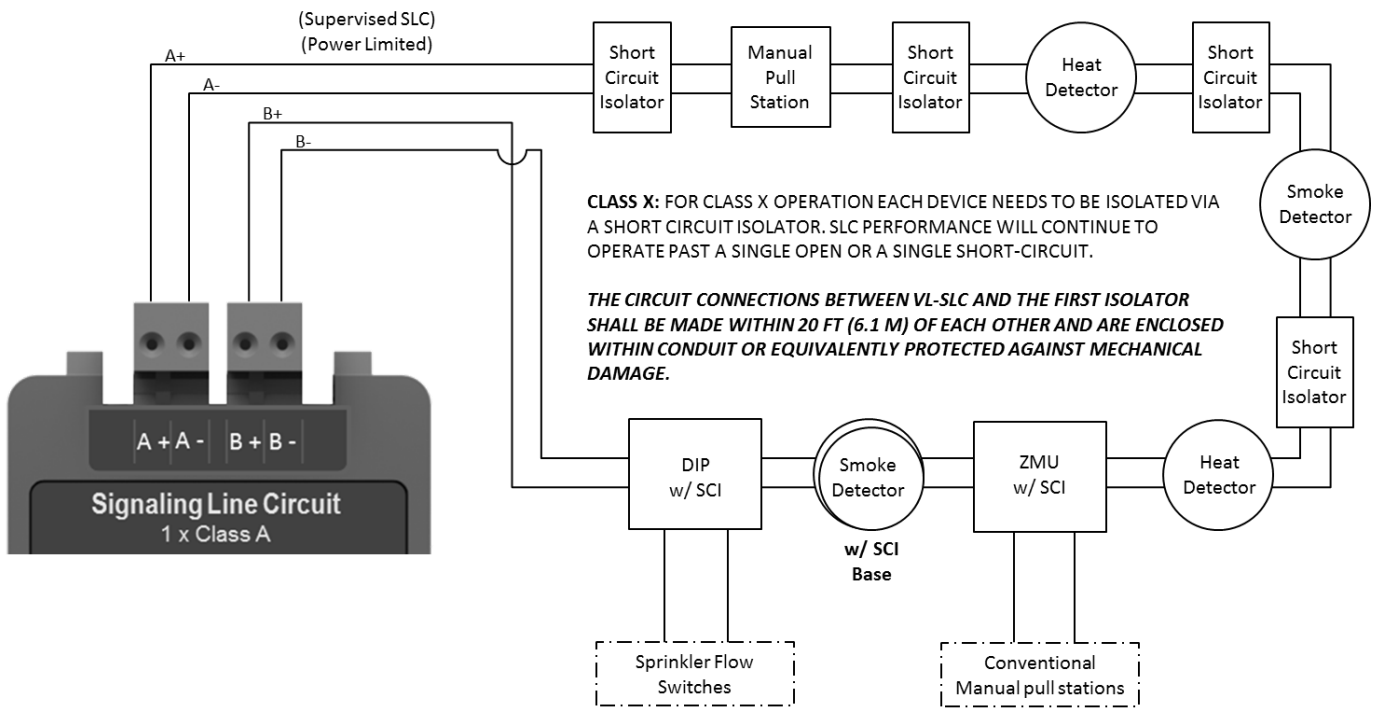 (Supervised SLC)
(Power Limited)
A+
A-
B+
B-
Short
Circuit
Isolator
Manual
Pull
Station
Short
Circuit
Isolator
Heat
Detector
Short
Circuit
Isolator
Smoke
Detector
CLASS X: FOR CLASS X OPERATION EACH DEVICE NEEDS TO BE ISOLATED VIA
A SHORT CIRCUIT ISOLATOR. SLC PERFORMANCE WILL CONTINUE TO
OPERATE PAST A SINGLE OPEN OR A SINGLE SHORT-CIRCUIT.
THE CIRCUIT CONNECTIONS BETWEEN VL-SLC AND THE FIRST ISOLATOR
SHALL BE MADE WITHIN 20 FT (6.1 M) OF EACH OTHER AND ARE ENCLOSED
WITHIN CONDUIT OR EQUIVALENTLY PROTECTED AGAINST MECHANICAL
DAMAGE.
Short
Circuit
Isolator
A + A - B + B -
Signaling Line Circuit
1 x Class A
DIP
w/ SCI
Smoke
Detector
w/ SCI
Base
ZMU
w/ SCI
Heat
Detector
Sprinkler Flow
Switches
Conventional
Manual pull stations